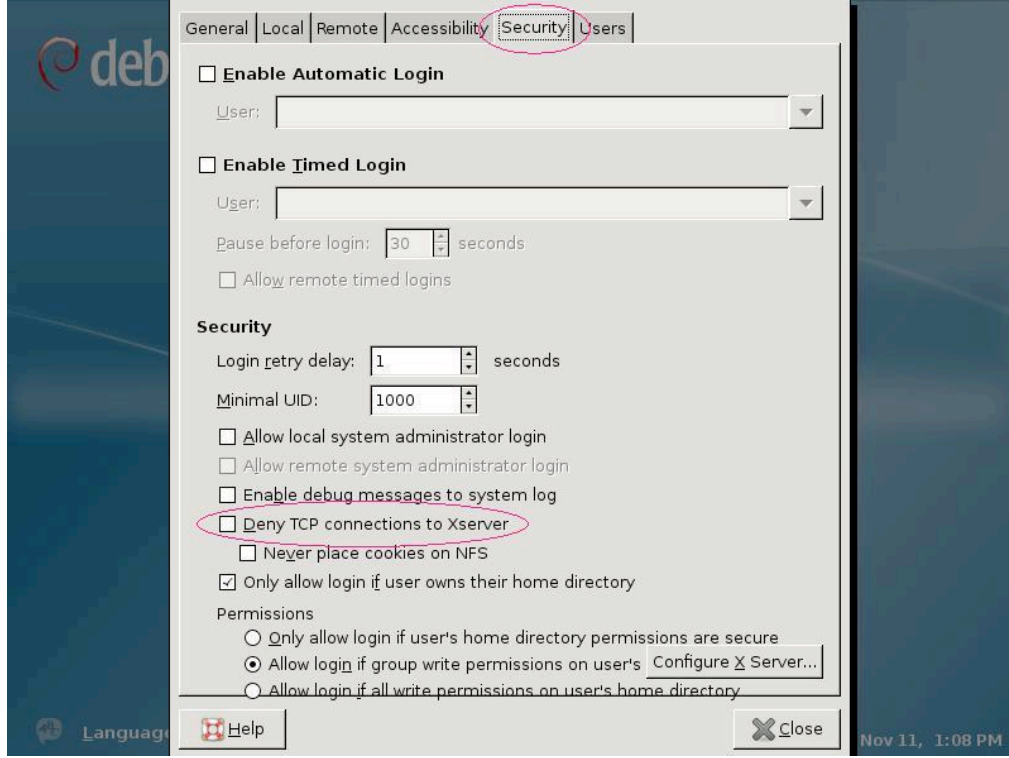 General Local Remote Accessibility Security Users
deb
Enable Automatic Login
User:
Enable Timed Login
User:
Pause before login: 30 seconds
Allow remote timed logins
Security
Login retry delay: 1 seconds
Minimal UID: 1000
Allow local system administrator login
Allow remote system administrator login
Enable debug messages to system log
Deny TCP connections to Xserver
Never place cookies on NFS
Only allow login if user owns their home directory
Permissions
Only allow login if user's home directory permissions are secure
Allow login if group write permissions on user's Configure X Server...
Allow login if all write permissions on user's home directory
Language Help Close Nov 11, 1:08 PM